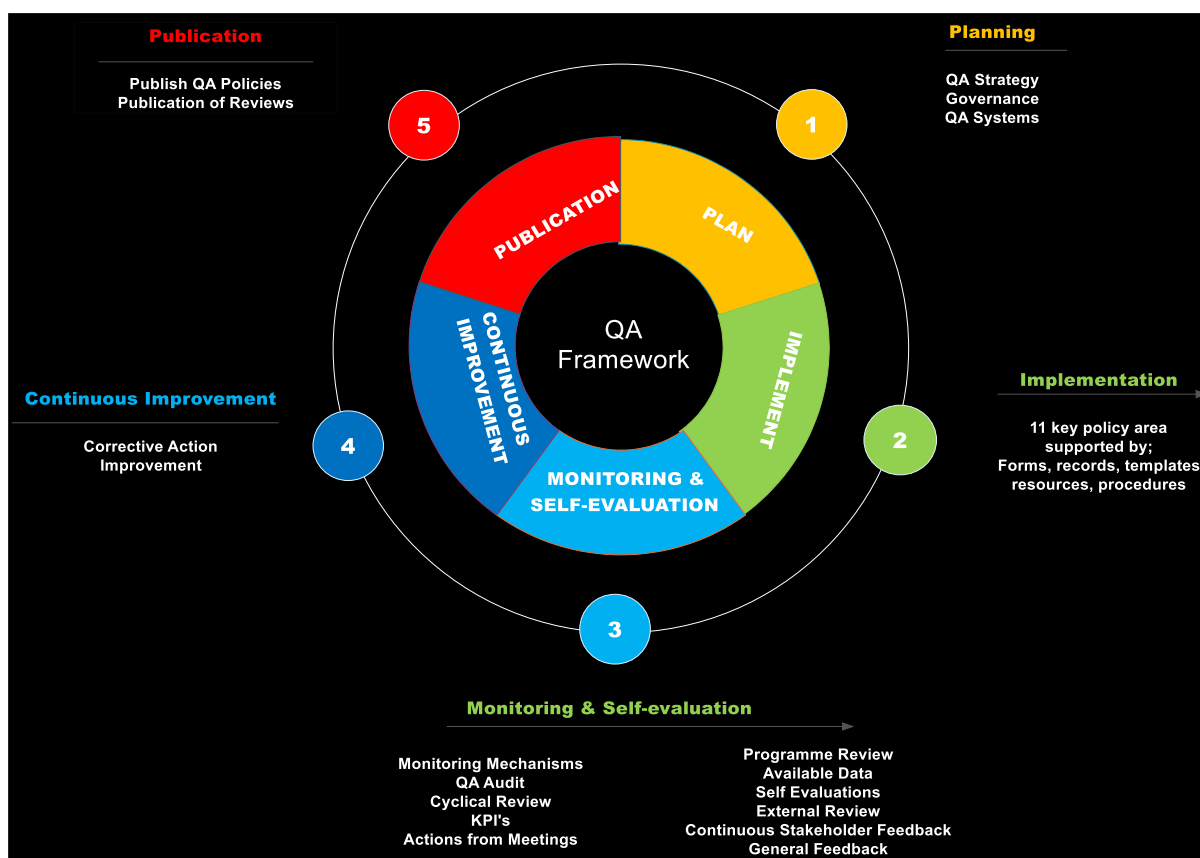 Publication
Publish QA Policies
Publication of Reviews
Planning
QA Strategy
Governance
QA Systems
5
1
PUBLICATION
PLAN
QA
Framework
CONTINUOUS
IMPROVEMENT
IMPLEMENT
MONITORING &
SELF-EVALUATION
Continuous Improvement
Corrective Action
Improvement
4
2
Implementation
11 key policy area
supported by;
Forms, records, templates
resources, procedures
3
Monitoring & Self-evaluation
Monitoring Mechanisms
QA Audit
Cyclical Review
KPI's
Actions from Meetings
Programme Review
Available Data
Self Evaluations
External Review
Continuous Stakeholder Feedback
General Feedback